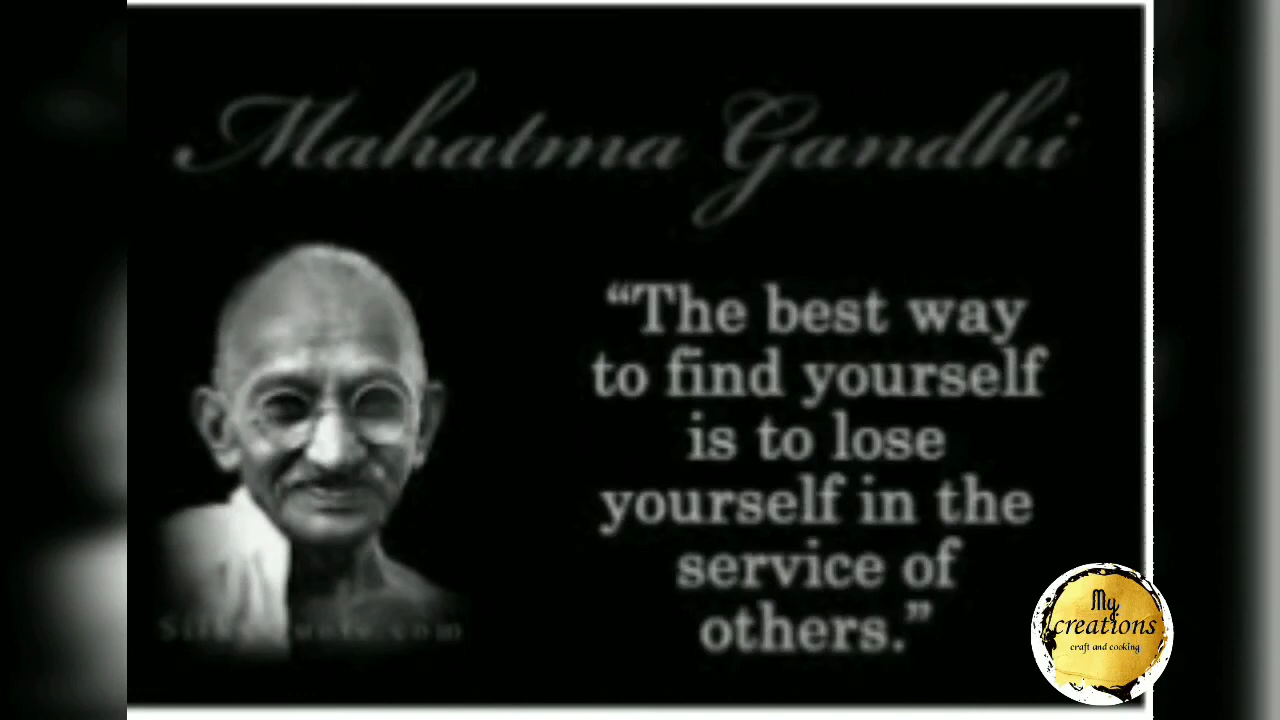 Mahatma Gandhi
“The best way
to find yourself
is to lose
yourself in the
service of
others.”
My
creations
craft and cooking